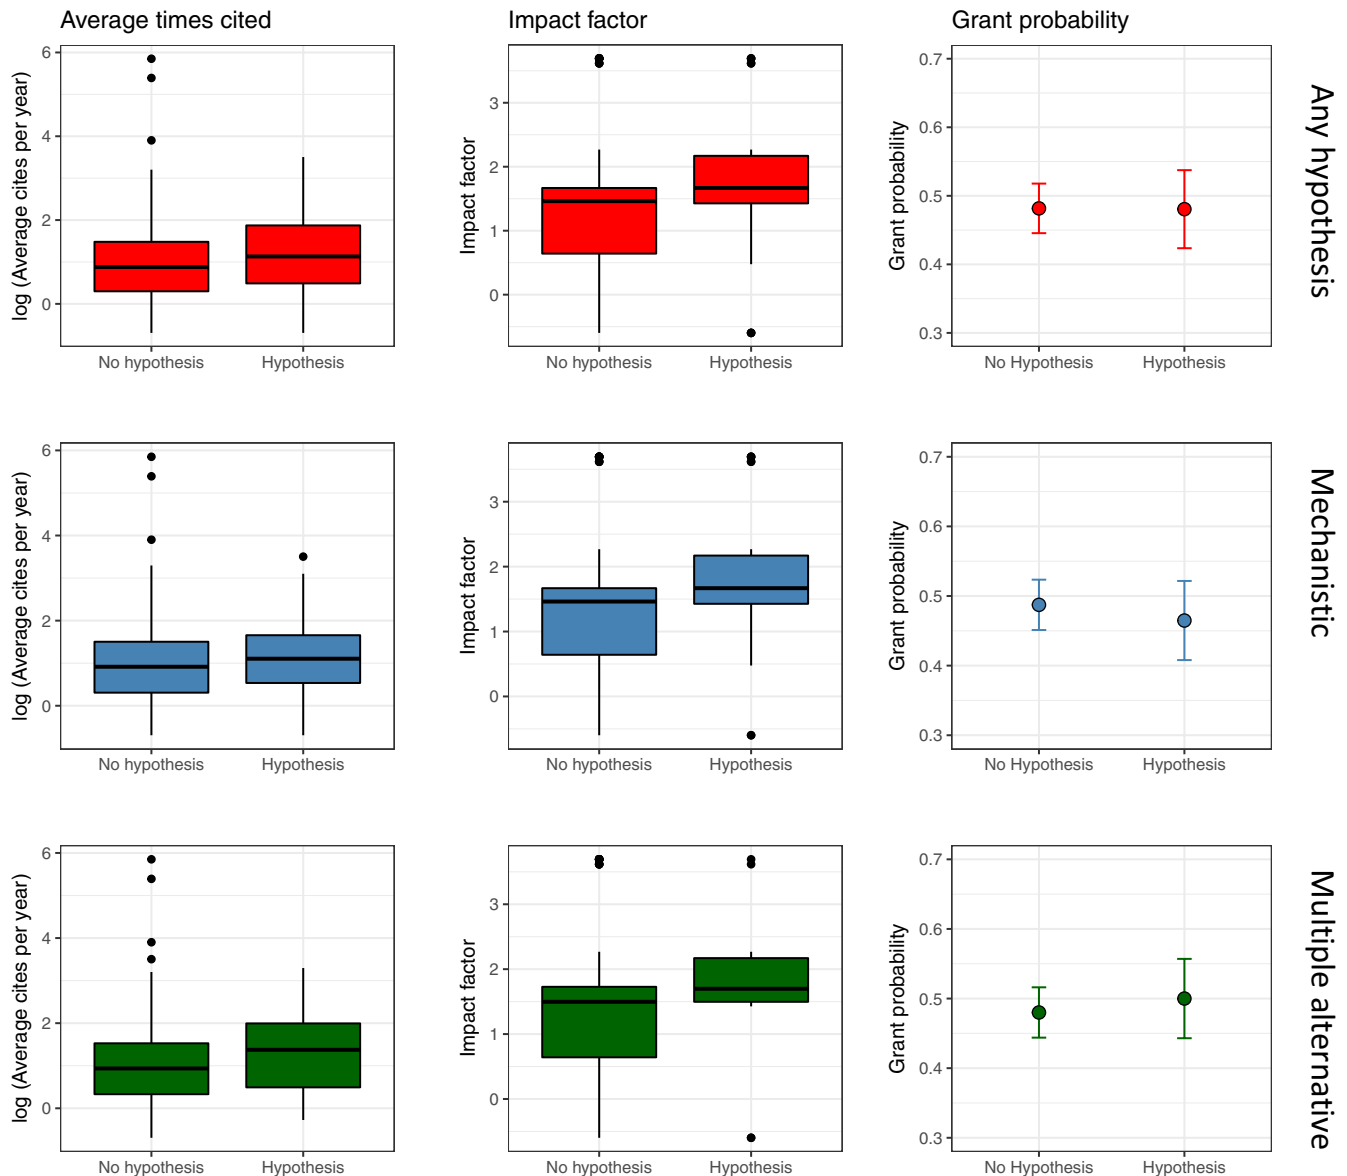 Average times cited
Impact factor
Grant probability
log (Average cites per year)
6
4
2
0
No hypothesis
Hypothesis
Impact factor
3
2
1
0
No hypothesis
Hypothesis
Grant probability
0.7
0.6
0.5
0.4
0.3
No Hypothesis
Hypothesis
Any hypothesis
log (Average cites per year)
6
4
2
0
No hypothesis
Hypothesis
Impact factor
3
2
1
0
No hypothesis
Hypothesis
Grant probability
0.7
0.6
0.5
0.4
0.3
No Hypothesis
Hypothesis
Mechanistic
log (Average cites per year)
6
4
2
0
No hypothesis
Hypothesis
Impact factor
3
2
1
0
No hypothesis
Hypothesis
Grant probability
0.7
0.6
0.5
0.4
0.3
No Hypothesis
Hypothesis
Multiple alternative